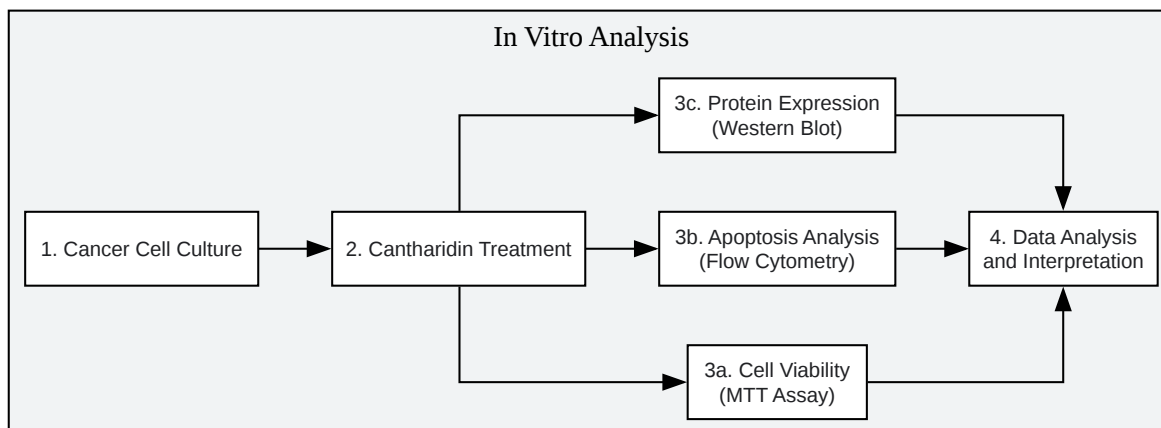 In Vitro Analysis
3c. Protein Expression
(Western Blot)
1. Cancer Cell Culture
2. Cantharidin Treatment
3b. Apoptosis Analysis
(Flow Cytometry)
4. Data Analysis
and Interpretation
3a. Cell Viability
(MTT Assay)